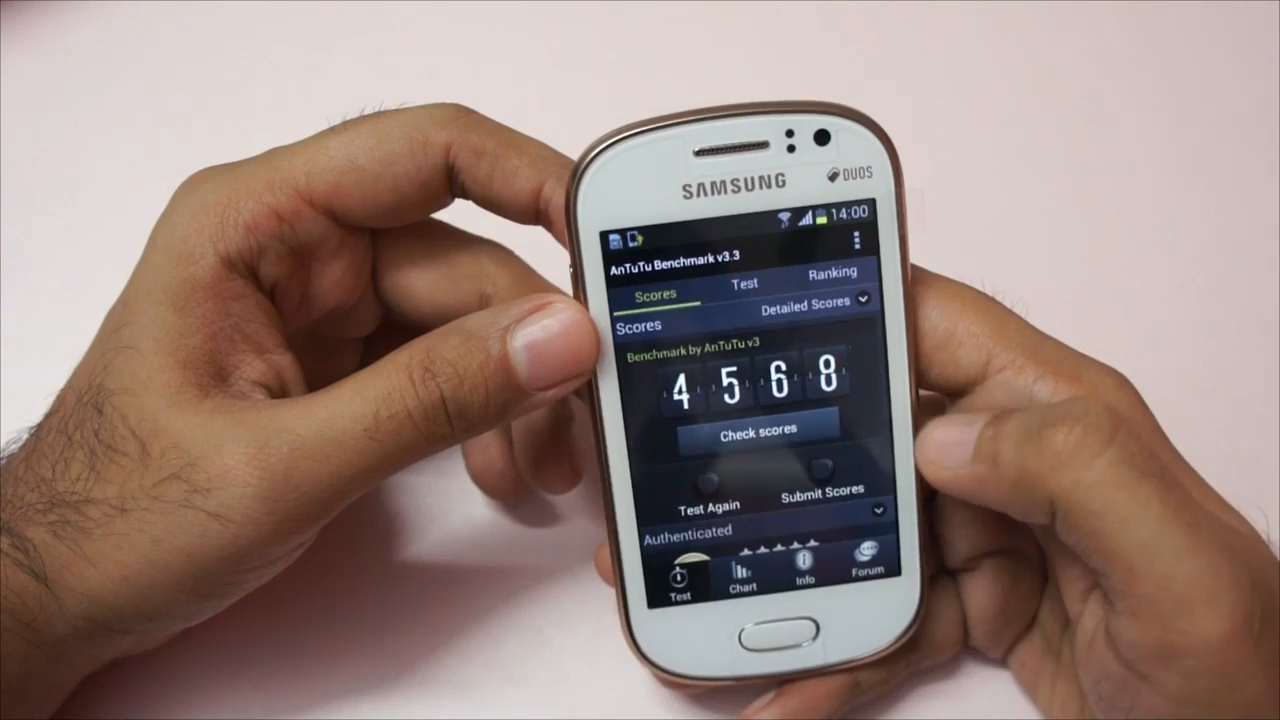 SAMSUNG
DUOS
14:00
AnTuTu Benchmark v3.3
Scores
Test
Ranking
Scores
Detailed Scores
Benchmark by AnTuTu v3
4568
Check scores
Test Again
Submit Scores
Authenticated
Test
Chart
Info
Forum